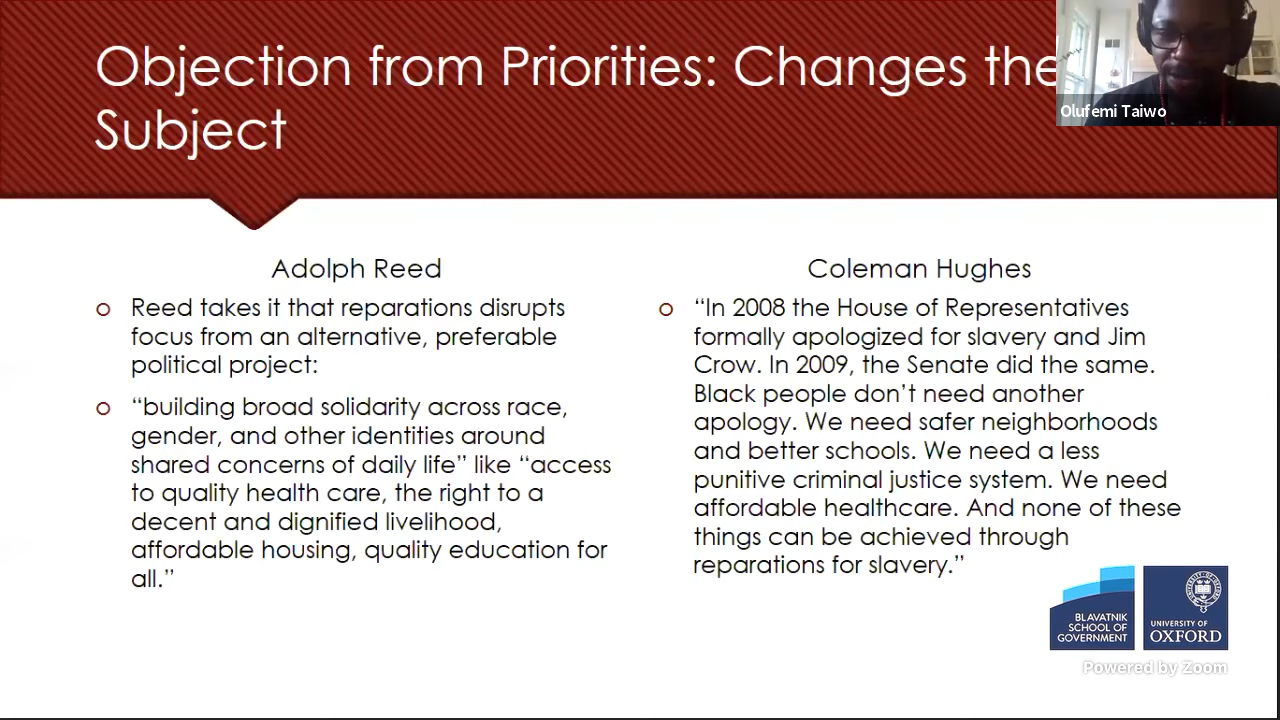 Objection from Priorities: Changes the
Subject
Olufemi Taiwo
Adolph Reed
Reed takes it that reparations disrupts
focus from an alternative, preferable
political project:
“building broad solidarity across race,
gender, and other identities around
shared concerns of daily life” like “access
to quality health care, the right to a
decent and dignified livelihood,
affordable housing, quality education for
all.”
Coleman Hughes
“In 2008 the House of Representatives
formally apologized for slavery and Jim
Crow. In 2009, the Senate did the same.
Black people don’t need another
apology. We need safer neighborhoods
and better schools. We need a less
punitive criminal justice system. We need
affordable healthcare. And none of these
things can be achieved through
reparations for slavery.”
BLAVATNIK
SCHOOL OF
GOVERNMENT
UNIVERSITY OF
OXFORD
Powered by Zoom